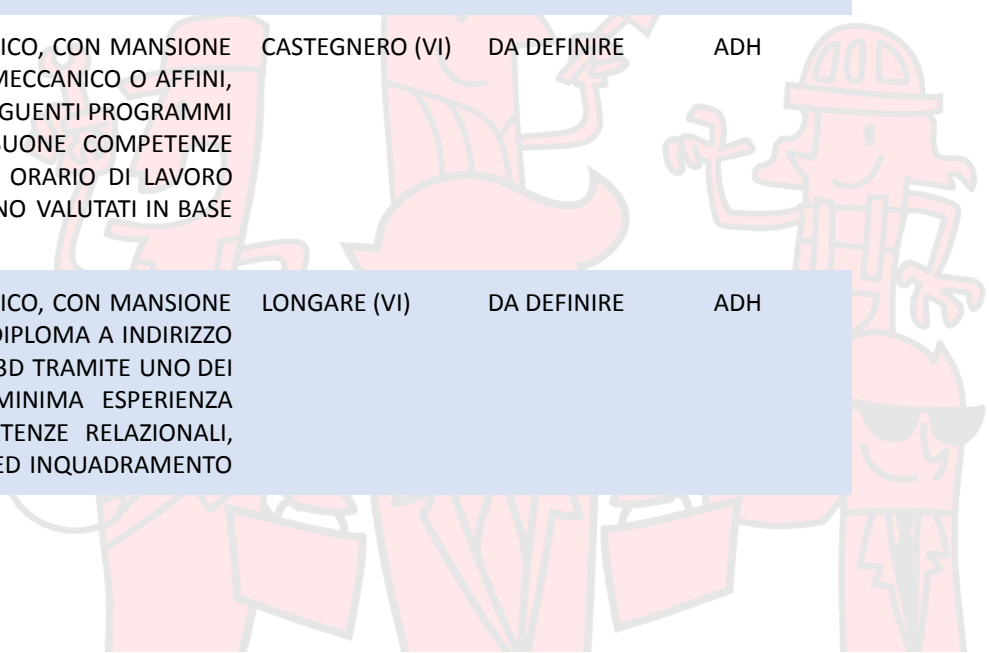 ICO, CON MANSIONE CASTEGNERO (VI) DA DEFINIRE ADH
MECCANICO O AFFINI,
GUENTI PROGRAMMI
BUONE COMPETENZE
ORARIO DI LAVORO
NO VALUTATI IN BASE
ICO, CON MANSIONE LONGARE (VI) DA DEFINIRE ADH
DIPLOMA A INDIRIZZO
3D TRAMITE UNO DEI
MINIMA ESPERIENZA
TENZE RELAZIONALI,
ED INQUADRAMENTO